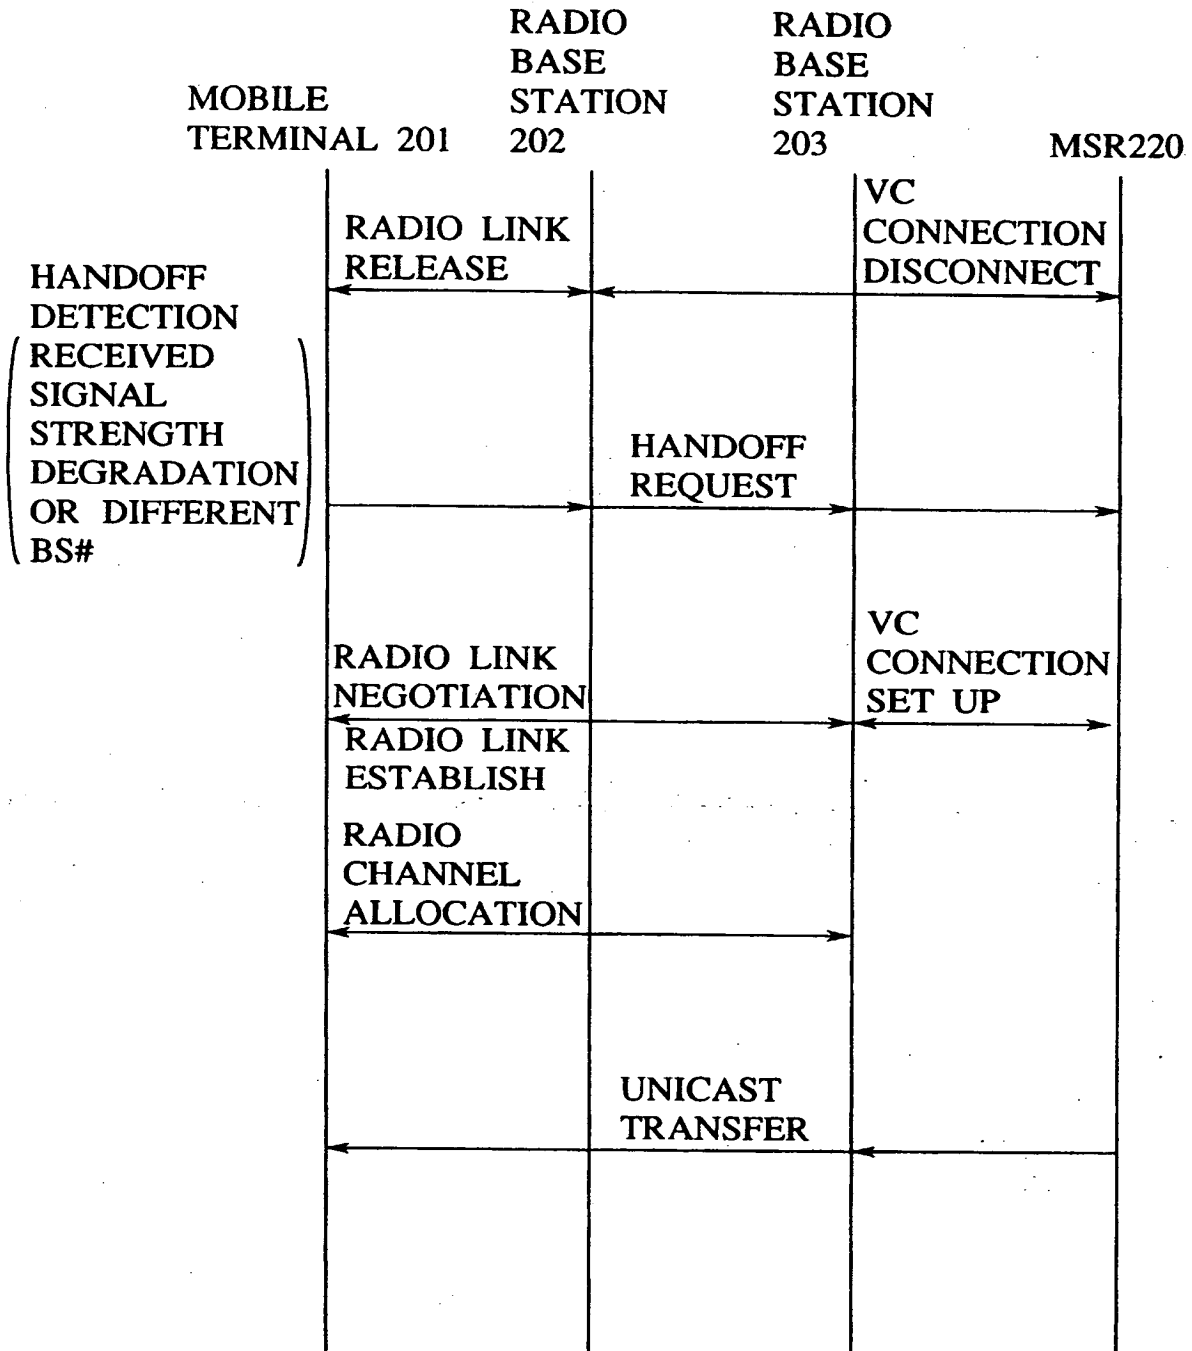 MOBILE
TERMINAL 201
RADIO
BASE
STATION
202
RADIO
BASE
STATION
203
MSR220
RADIO LINK
RELEASE
VC
CONNECTION
DISCONNECT
HANDOFF
DETECTION
RECEIVED
SIGNAL
STRENGTH
DEGRADATION
OR DIFFERENT
BS#
HANDOFF
REQUEST
RADIO LINK
NEGOTIATION
VC
CONNECTION
SET UP
RADIO LINK
ESTABLISH
RADIO
CHANNEL
ALLOCATION
UNICAST
TRANSFER